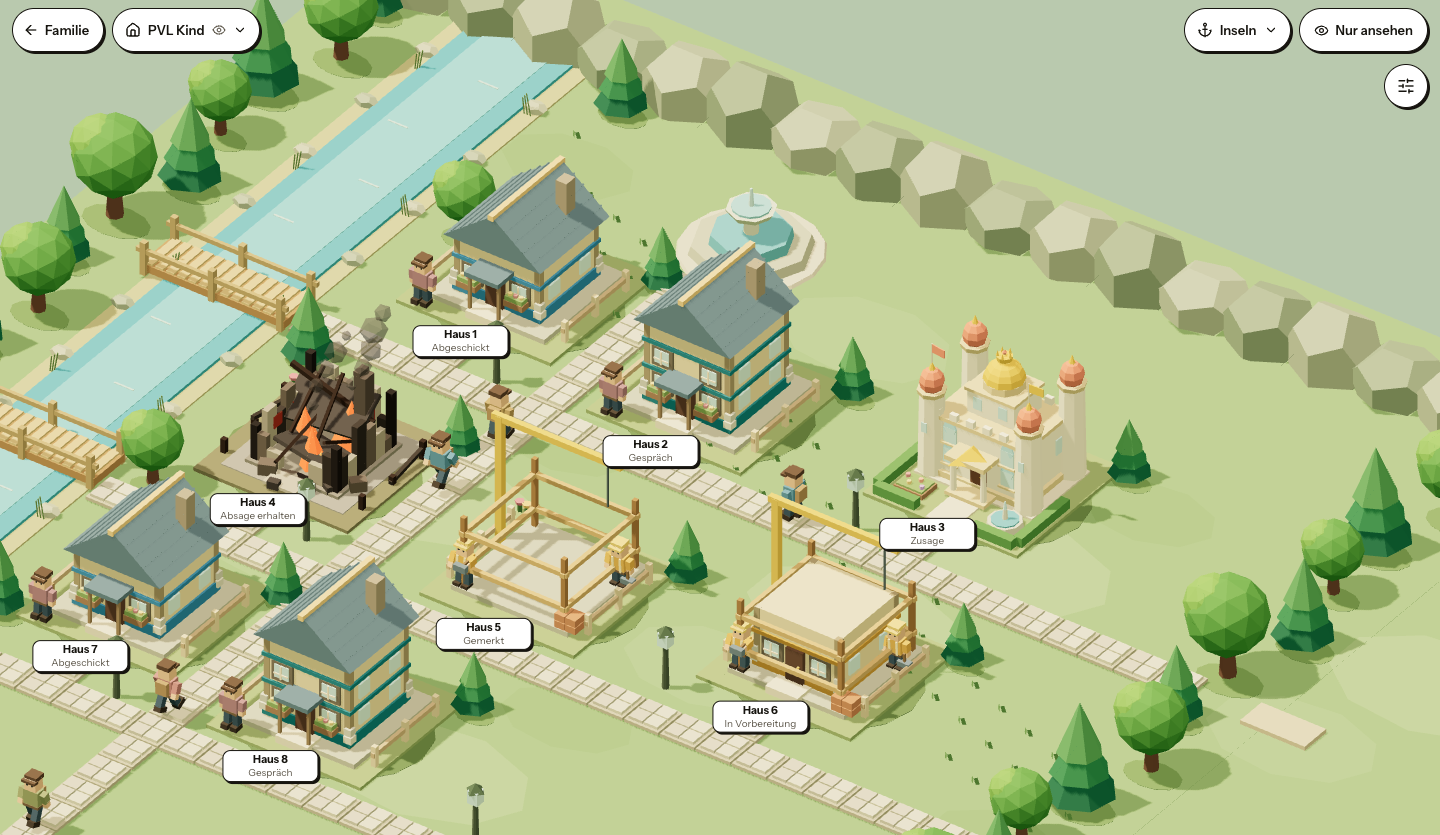 Familie
PVL Kind
Inseln
Nur ansehen
Haus 1
Abgeschickt
Haus 2
Gespräch
Haus 3
Zusage
Haus 4
Absage erhalten
Haus 5
Gemerkt
Haus 6
In Vorbereitung
Haus 7
Abgeschickt
Haus 8
Gespräch